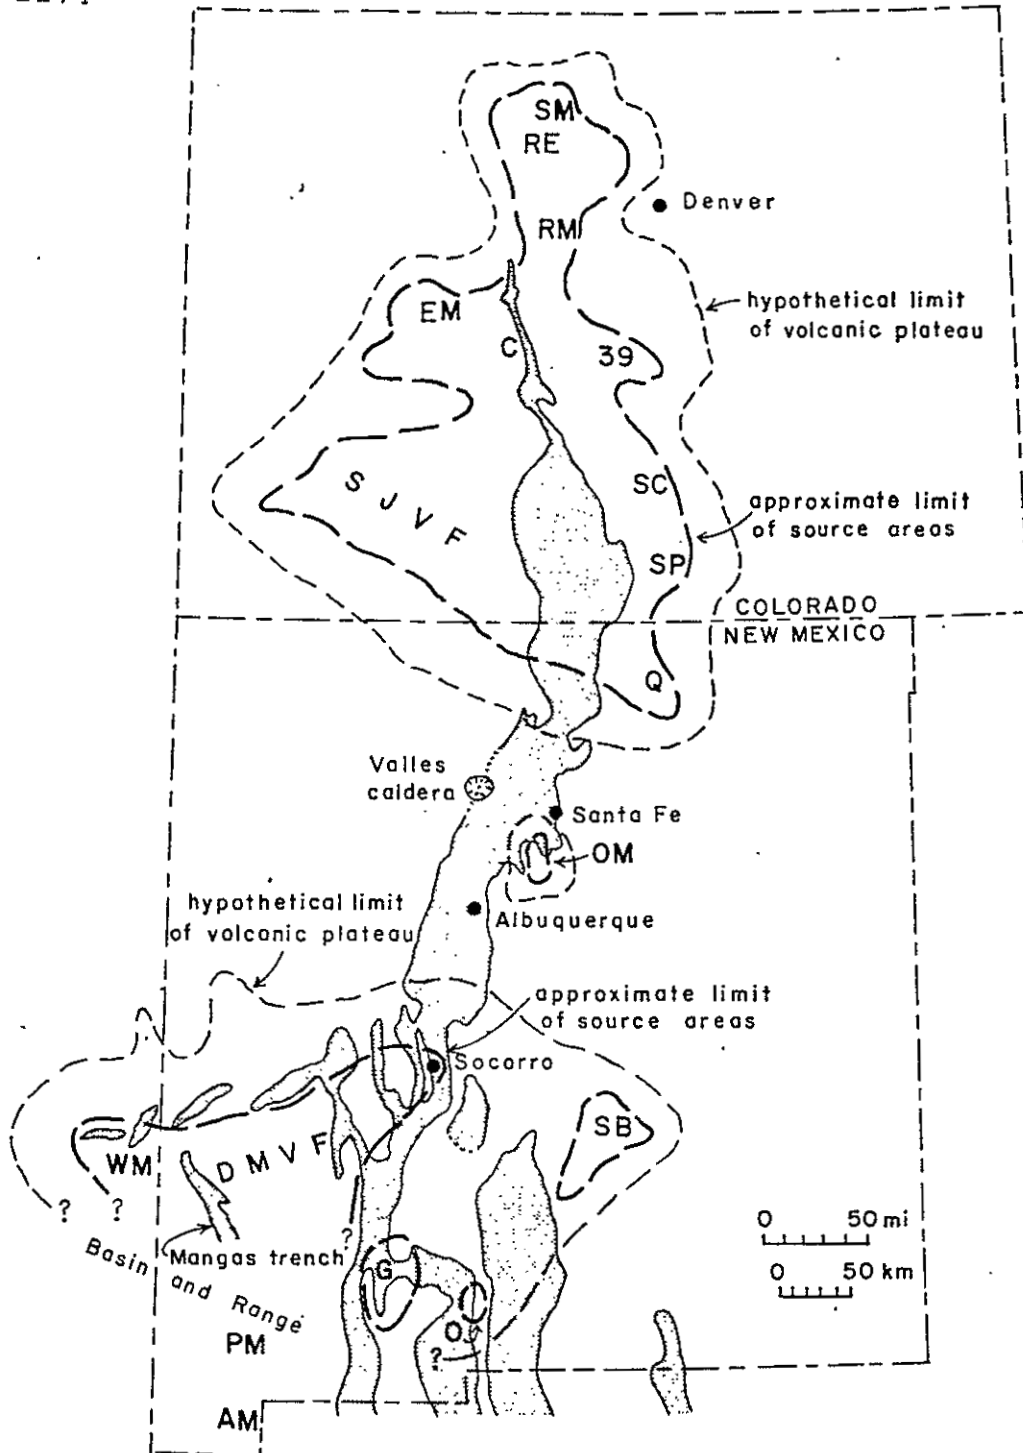 SM
RE
Denver
RM
hypothetical limit
of volcanic plateau
EM
C
39
SJVF
SC
approximate limit
of source areas
SP
COLORADO
NEW MEXICO
Q
Valles
caldera
Santa Fe
OM
hypothetical limit
of volcanic plateau
Albuquerque
approximate limit
of source areas
Socorro
SB
WM
DMVF
? ?
0 50 mi
?
Basin and Range
Mangas trench
G
0 50 km
O
PM
?
AM